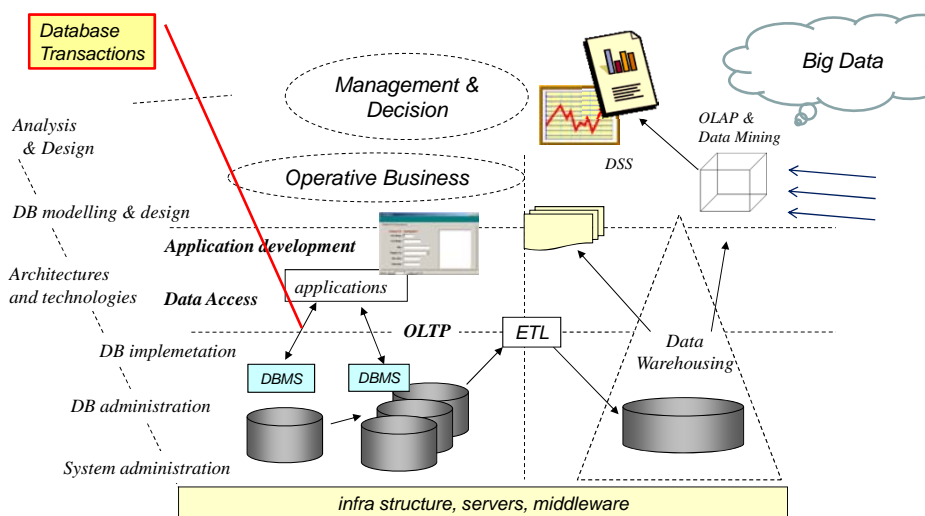 Database
Transactions
Management &
Decision
Big Data
OLAP &
Data Mining
Analysis
& Design
DSS
Operative Business
DB modelling & design
Application development
Architectures
and technologies
Data Access
applications
OLTP
ETL
Data
Warehousing
DB implemetation
DBMS
DBMS
DB administration
System administration
infra structure, servers, middleware